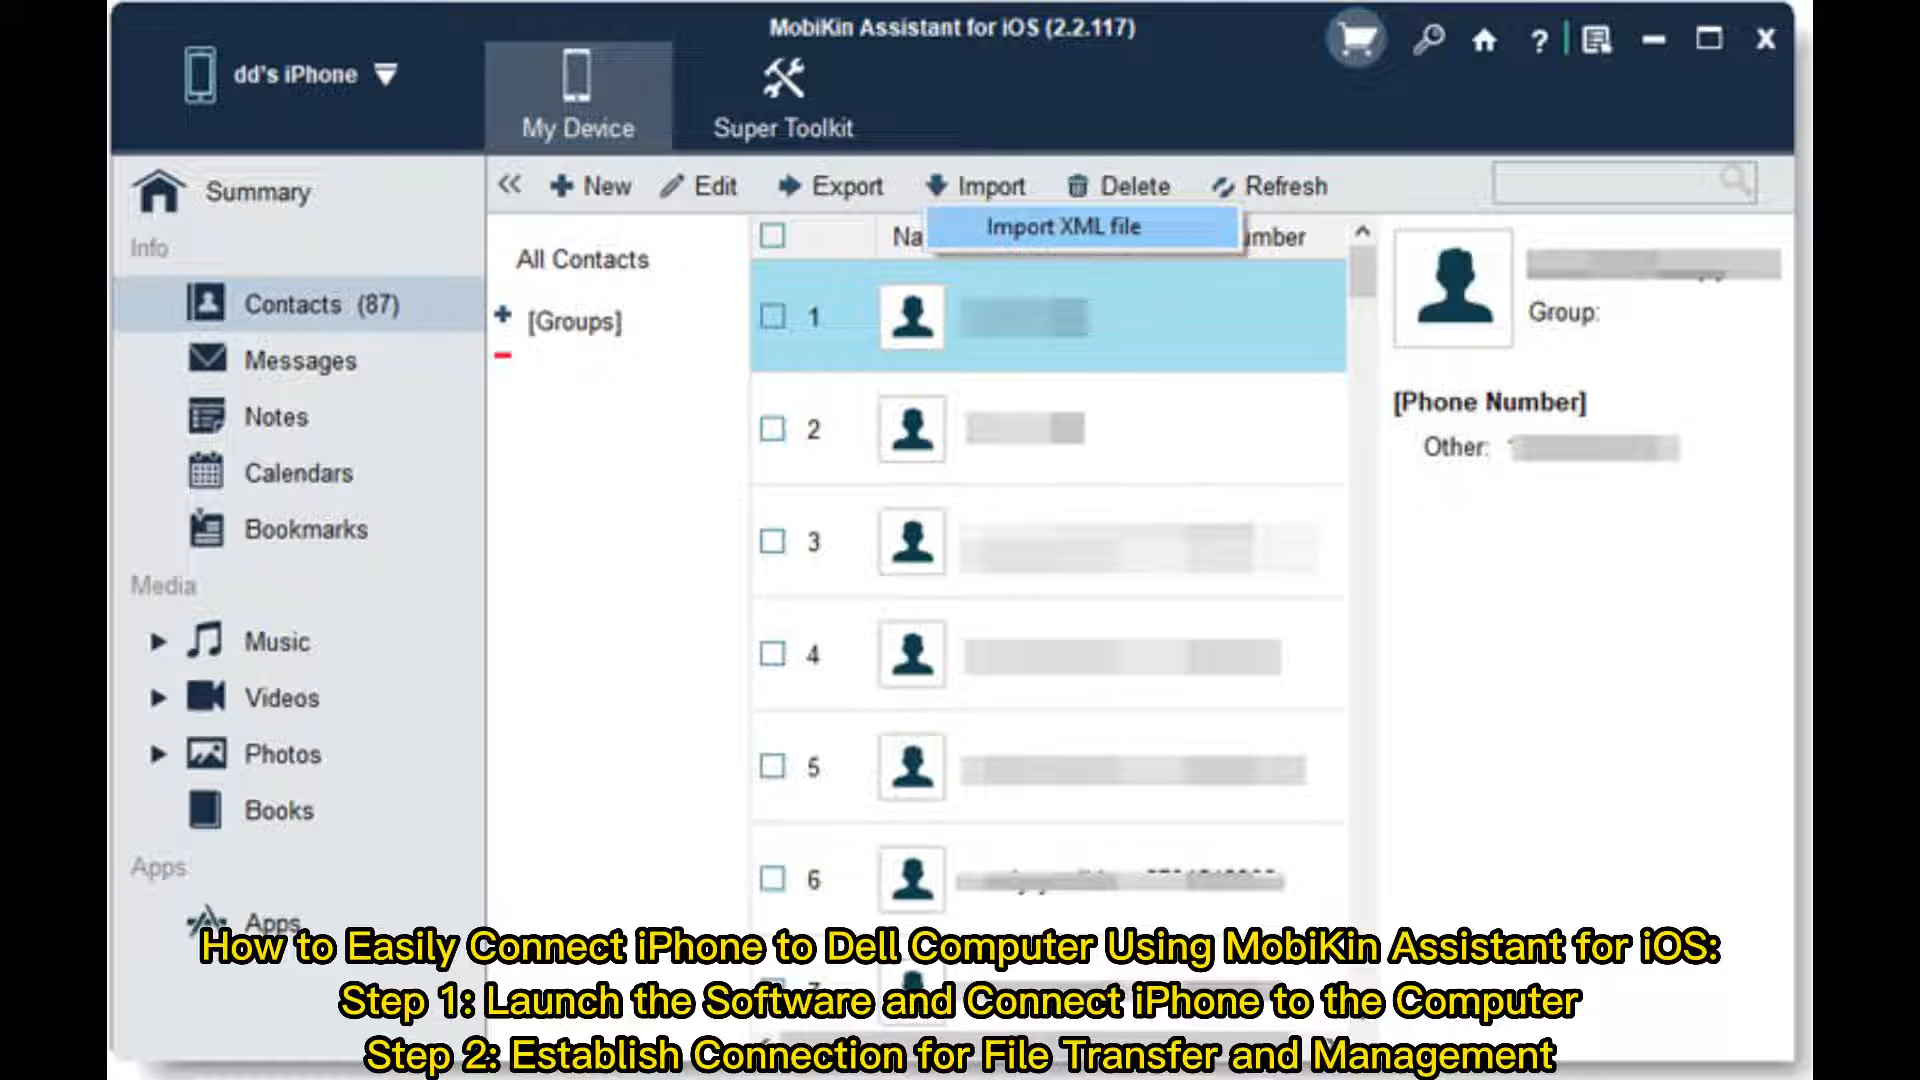 MobiKin Assistant for iOS (2.2.117)
dd's iPhone
My Device
Super Toolkit
?
X
Summary
Info
Contacts (87)
Messages
Notes
Calendars
Bookmarks
Media
Music
Videos
Photos
Books
Apps
Apps
New
Edit
Export
Import
Delete
Refresh
Import XML file
All Contacts
[Groups]
1
2
3
4
5
6
Group:
[Phone Number]
Other:
How to Easily Connect iPhone to Dell Computer Using MobiKin Assistant for iOS:
Step 1: Launch the Software and Connect iPhone to the Computer
Step 2: Establish Connection for File Transfer and Management